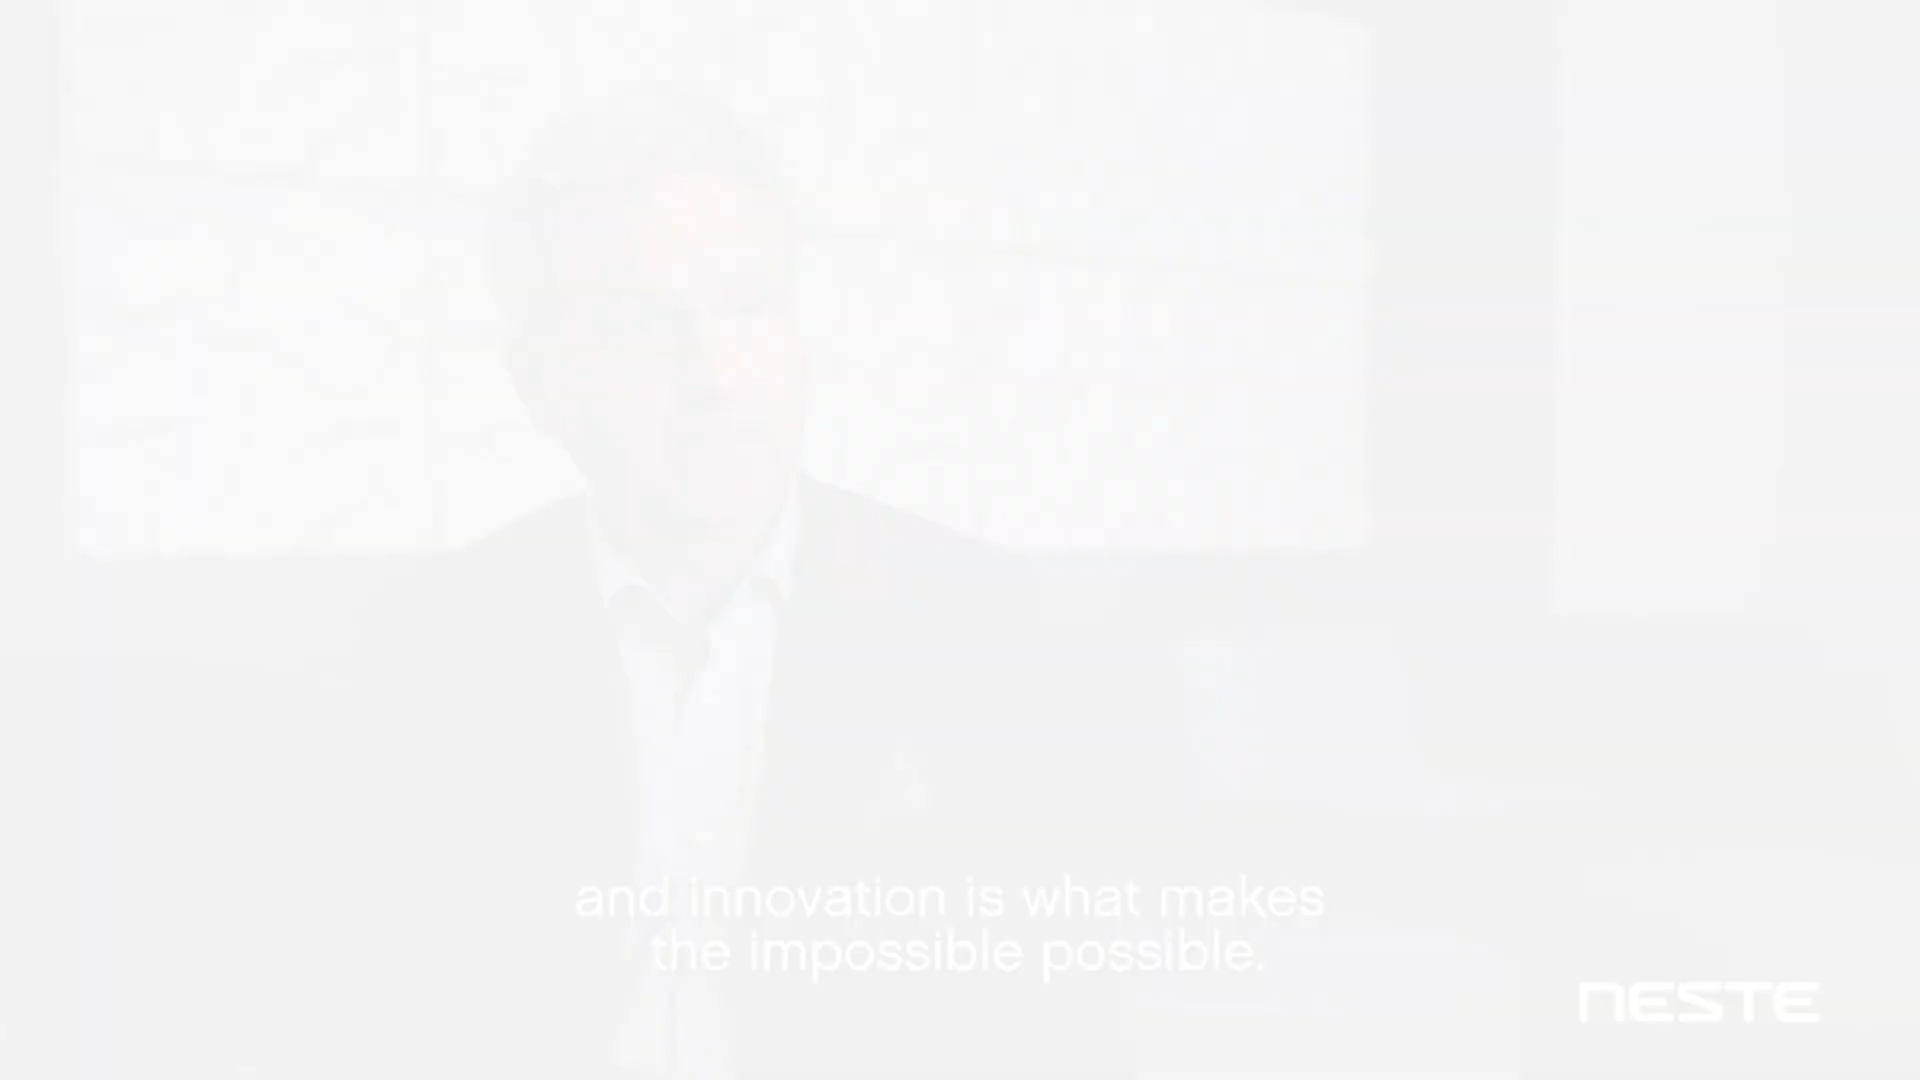 and innovation is what makes
the impossible possible.
NESTE